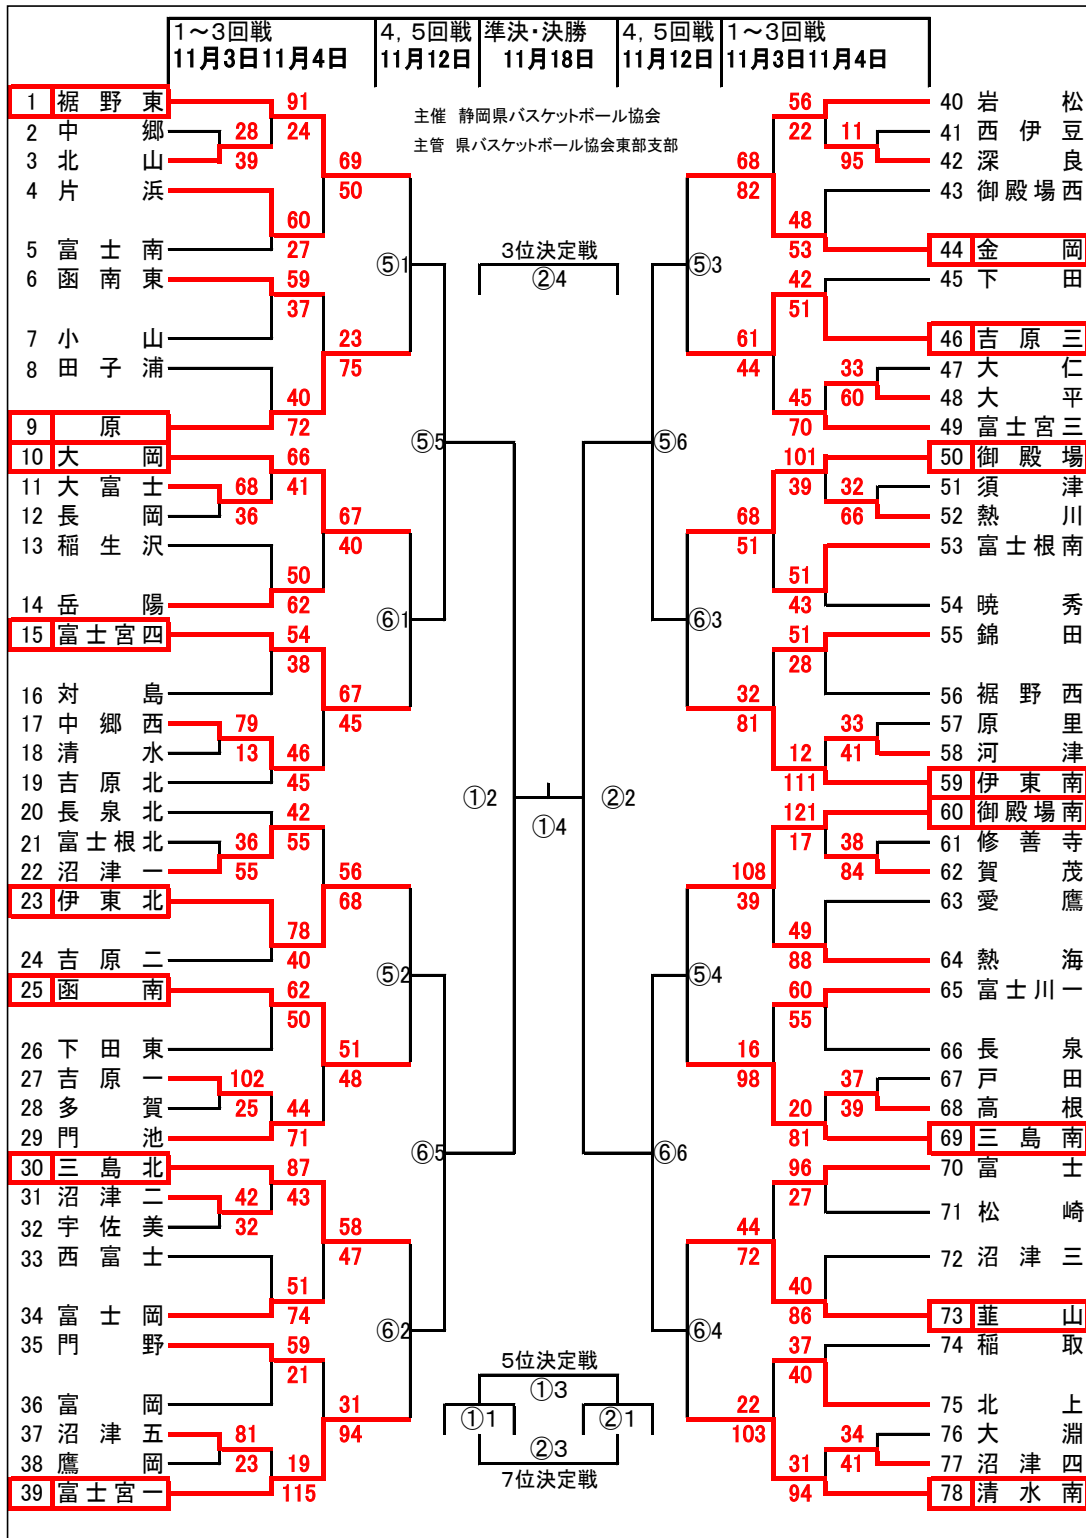 1～3回戦
11月3日11月4日
4, 5回戦
11月12日
準決・決勝
11月18日
4, 5回戦
11月12日
1～3回戦
11月3日11月4日
主催 静岡県バスケットボール協会
主管 県バスケットボール協会東部支部
1 裾野東
2 中郷
3 北山
4 片浜
5 富士南
6 函南東
7 小山
8 田子浦
9 原
10 大岡
11 大富士
12 長岡
13 稲生沢
14 岳陽
15 富士宮四
16 対島
17 中郷西
18 清水
19 吉原北
20 長泉北
21 富士根北
22 沼津一
23 伊東北
24 吉原二
25 函南
26 下田東
27 吉原一
28 多賀
29 門池
30 三島北
31 沼津二
32 宇佐美
33 西富士
34 富士岡
35 門野
36 富岡
37 沼津五
38 鷹岡
39 富士宮一
28
39
68
36
79
13
36
55
102
25
42
32
81
23
91
24
60
27
59
37
40
72
66
41
50
62
54
38
46
45
42
55
78
40
62
50
44
71
87
43
51
74
59
21
19
115
69
50
23
75
67
40
67
45
56
68
51
48
58
47
31
94
⑤1
⑥1
⑤2
⑥2
⑤5
⑥5
①2
3位決定戦
②4
①4
5位決定戦
①3
①1
②1
②3
7位決定戦
②2
⑤6
⑥6
⑤3
⑥3
⑤4
⑥4
68
82
61
44
68
51
32
81
108
39
16
98
44
72
22
103
56
22
48
53
42
51
45
70
101
39
51
43
51
28
12
111
121
17
49
88
60
55
20
81
96
27
40
86
37
40
31
94
11
95
33
60
32
66
33
41
38
84
37
39
34
41
40 岩松
41 西伊豆
42 深良
43 御殿場西
44 金岡
45 下田
46 吉原三
47 大仁
48 大平
49 富士宮三
50 御殿場
51 須津
52 熱川
53 富士根南
54 暁秀
55 錦田
56 裾野西
57 原里
58 河津
59 伊東南
60 御殿場南
61 修善寺
62 賀茂
63 愛鷹
64 熱海
65 富士川一
66 長泉
67 戸田
68 高根
69 三島南
70 富士
71 松崎
72 沼津三
73 韮山
74 稲取
75 北上
76 大淵
77 沼津四
78 清水南